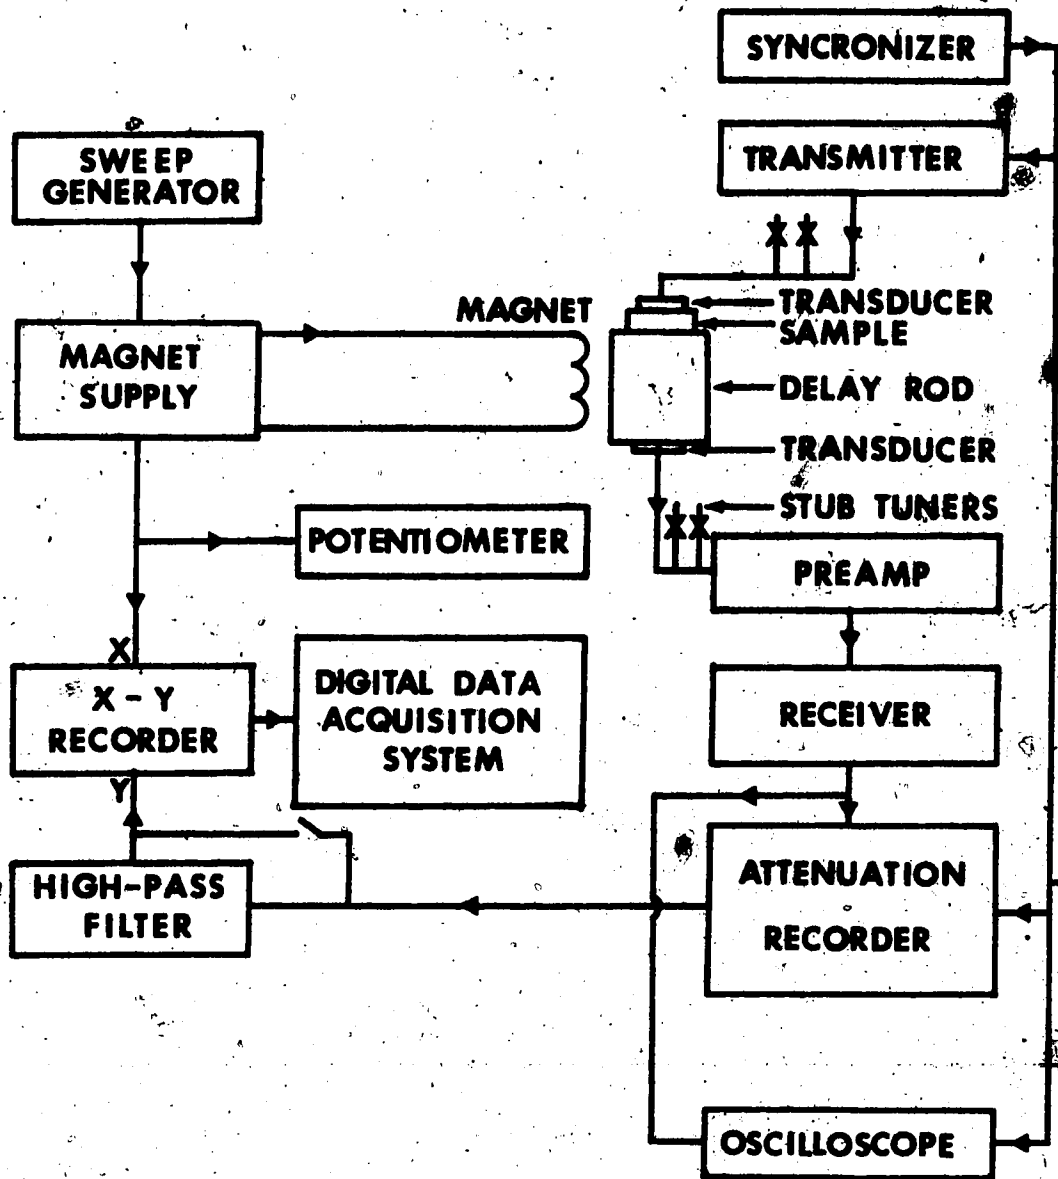 SYNCRONIZER
TRANSMITTER
SWEEP
GENERATOR
MAGNET
TRANSDUCER
SAMPLE
MAGNET
SUPPLY
DELAY ROD
TRANSDUCER
STUB TUNERS
POTENTIOMETER
PREAMP
X
X - Y
RECORDER
DIGITAL DATA
ACQUISITION
SYSTEM
RECEIVER
Y
HIGH-PASS
FILTER
ATTENUATION
RECORDER
OSCILLOSCOPE